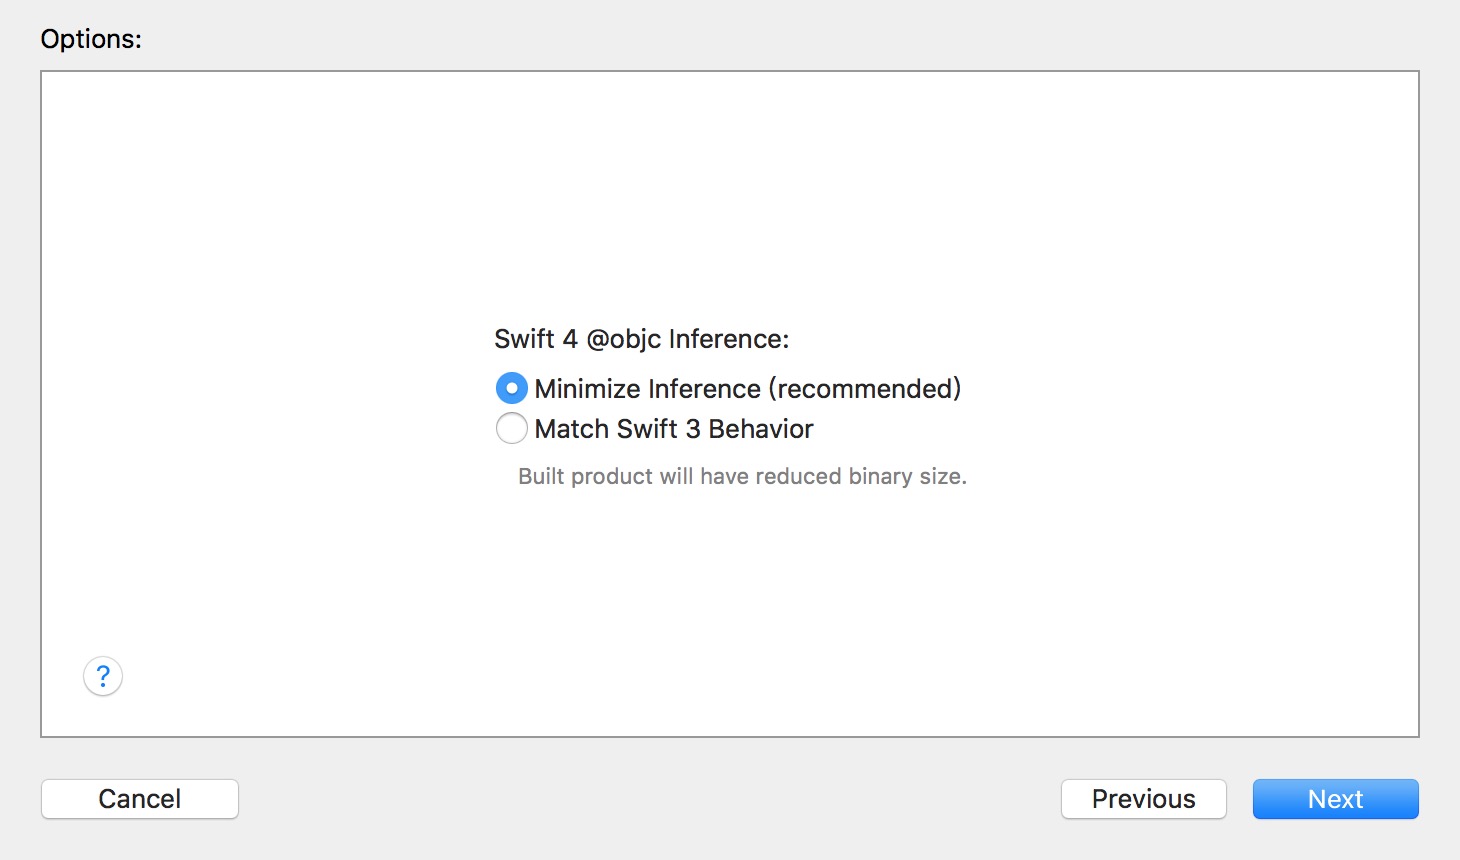 Options:
Swift 4 @objc Inference:
Minimize Inference (recommended)
Match Swift 3 Behavior
Built product will have reduced binary size.
?
Cancel
Previous
Next